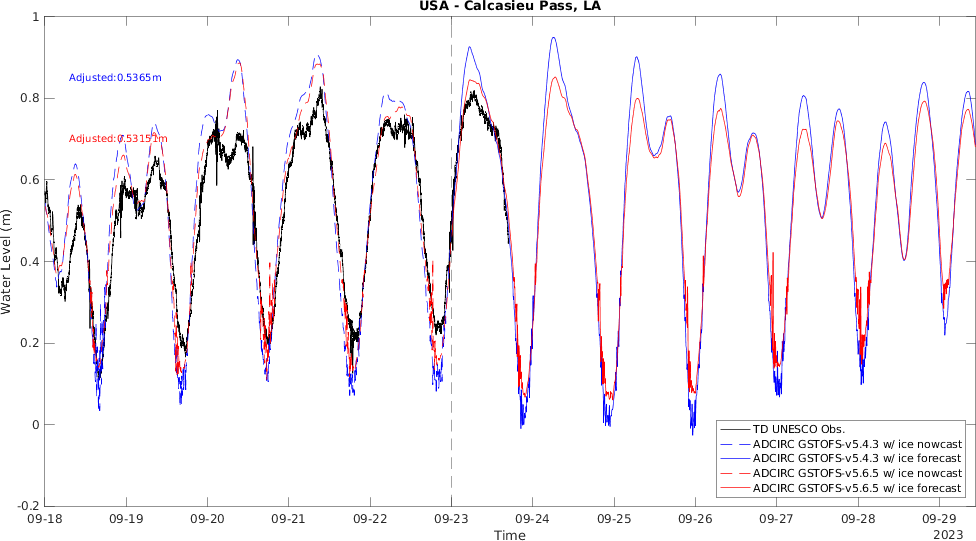 USA - Calcasieu Pass, LA
1
0.8
0.6
0.4
0.2
0
-0.2
Water Level (m)
Adjusted:0.5365m
Adjusted:0.53151m
TD UNESCO Obs.
ADCIRC GSTOFS-v5.4.3 w/ ice nowcast
ADCIRC GSTOFS-v5.4.3 w/ ice forecast
ADCIRC GSTOFS-v5.6.5 w/ ice nowcast
ADCIRC GSTOFS-v5.6.5 w/ ice forecast
09-18 09-19 09-20 09-21 09-22 09-23 09-24 09-25 09-26 09-27 09-28 09-29
Time
2023